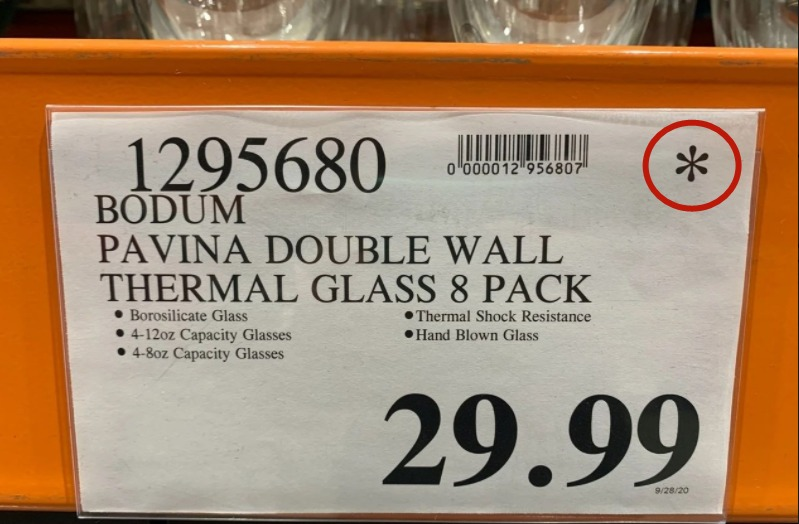 1295680
0 000012 956807
*
BODUM
PAVINA DOUBLE WALL
THERMAL GLASS 8 PACK
• Borosilicate Glass
• 4-12oz Capacity Glasses
• 4-8oz Capacity Glasses
• Thermal Shock Resistance
• Hand Blown Glass
29.99
9/28/20